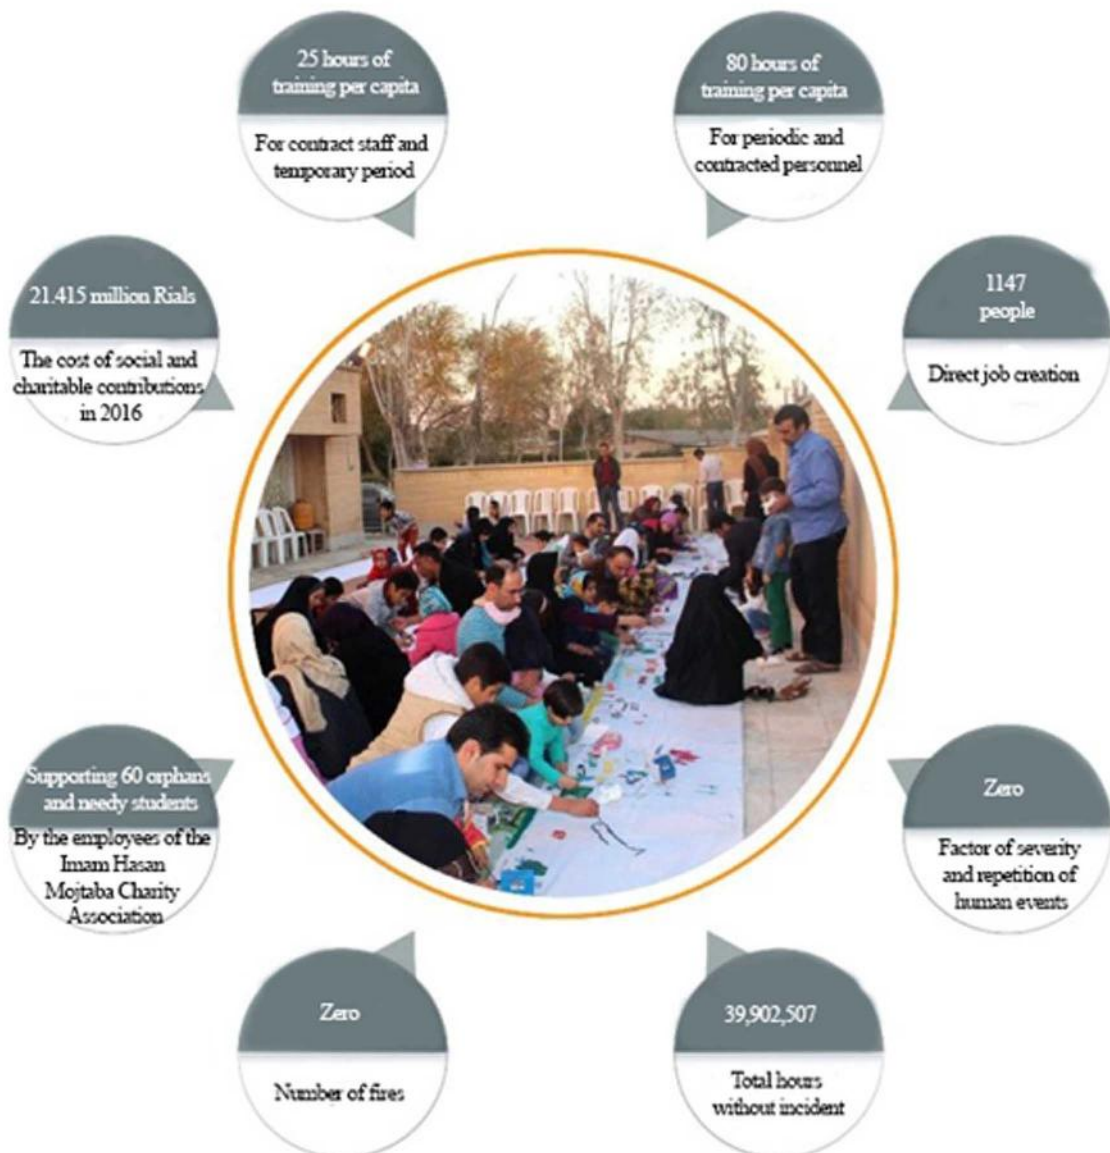 25 hours of
training per capita
For contract staff and
temporary period
80 hours of
training per capita
For periodic and
contracted personnel
21.415 million Rials
The cost of social and
charitable contributions
in 2016
1147
people
Direct job creation
Supporting 60 orphans
and needy students
By the employees of the
Imam Hasan
Mojtaba Charity
Association
Zero
Factor of severity
and repetition of
human events
Zero
Number of fires
39,902,507
Total hours
without incident